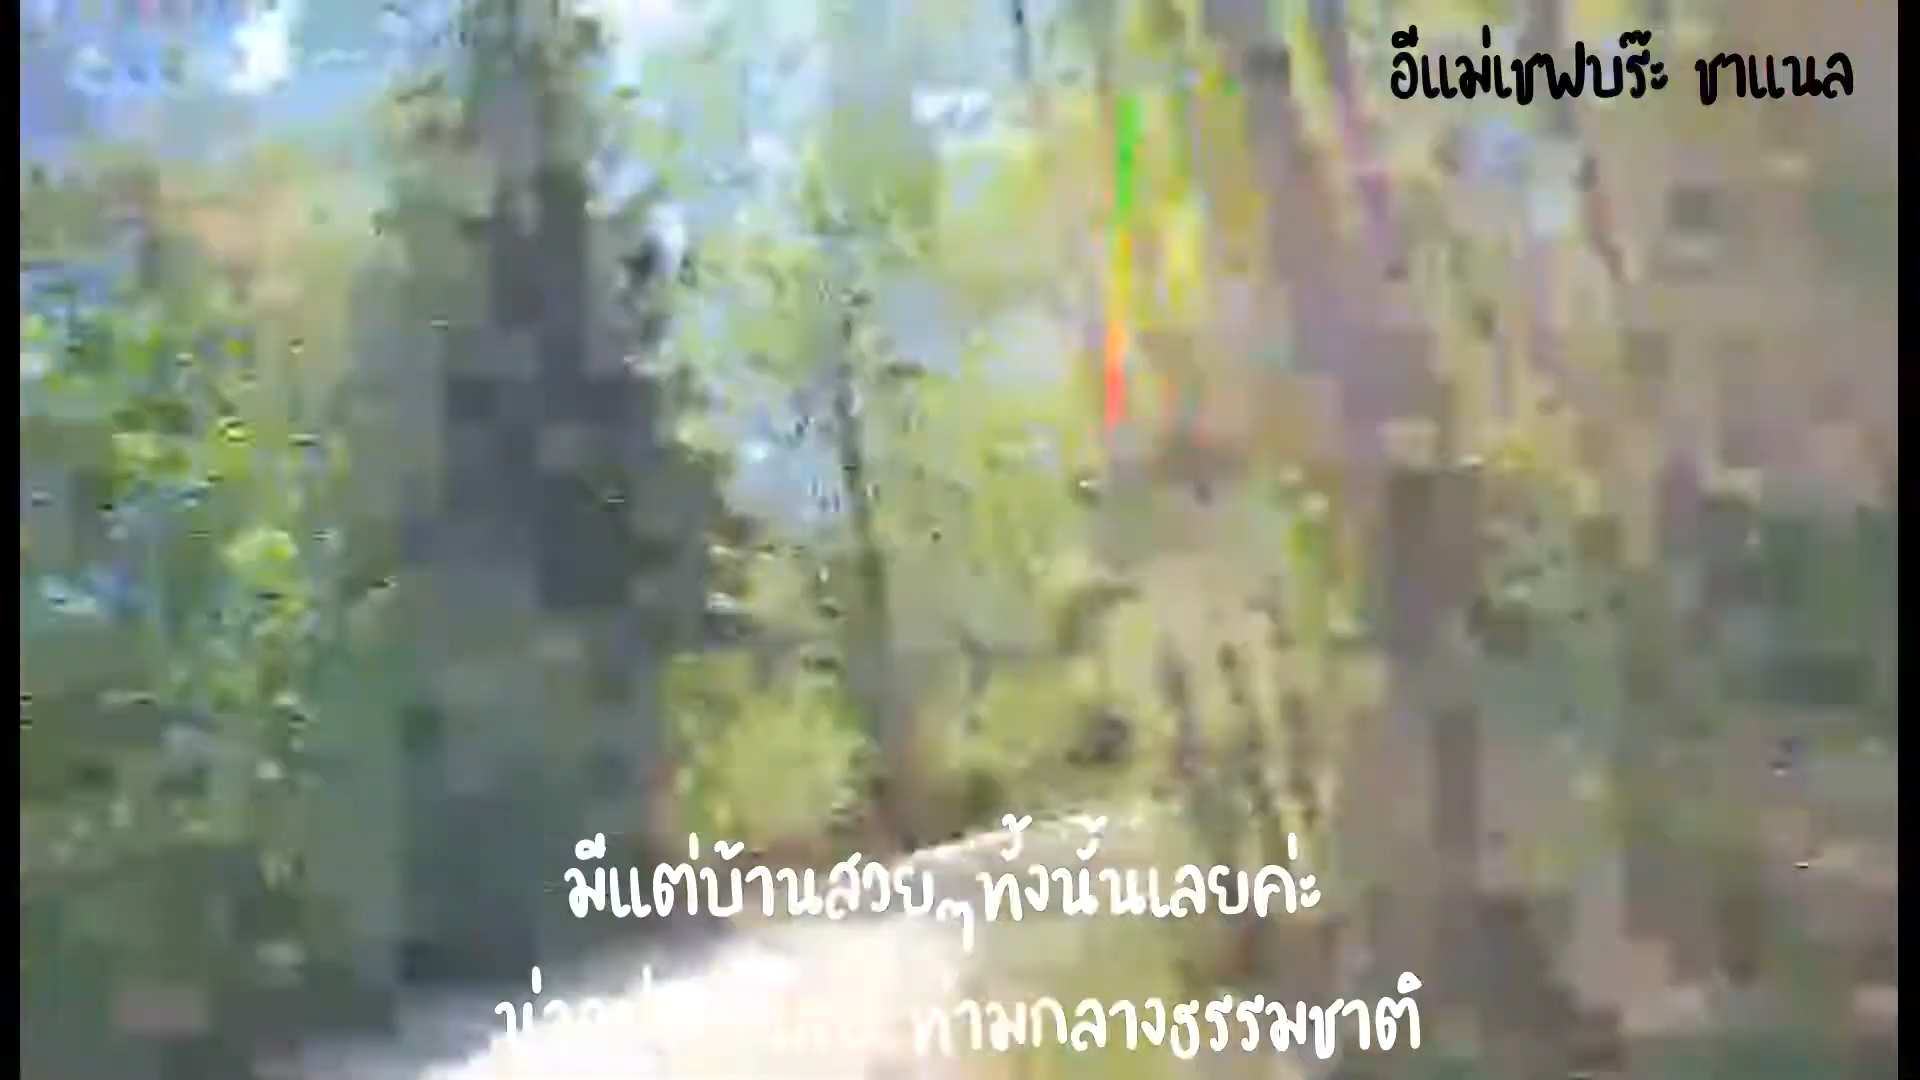 อีแม่เชฟบร๊ะ ชาแนล
มีแต่บ้านสวยๆทั้งนั้นเลยค่ะ
ท่ามกลางธรรมชาติ